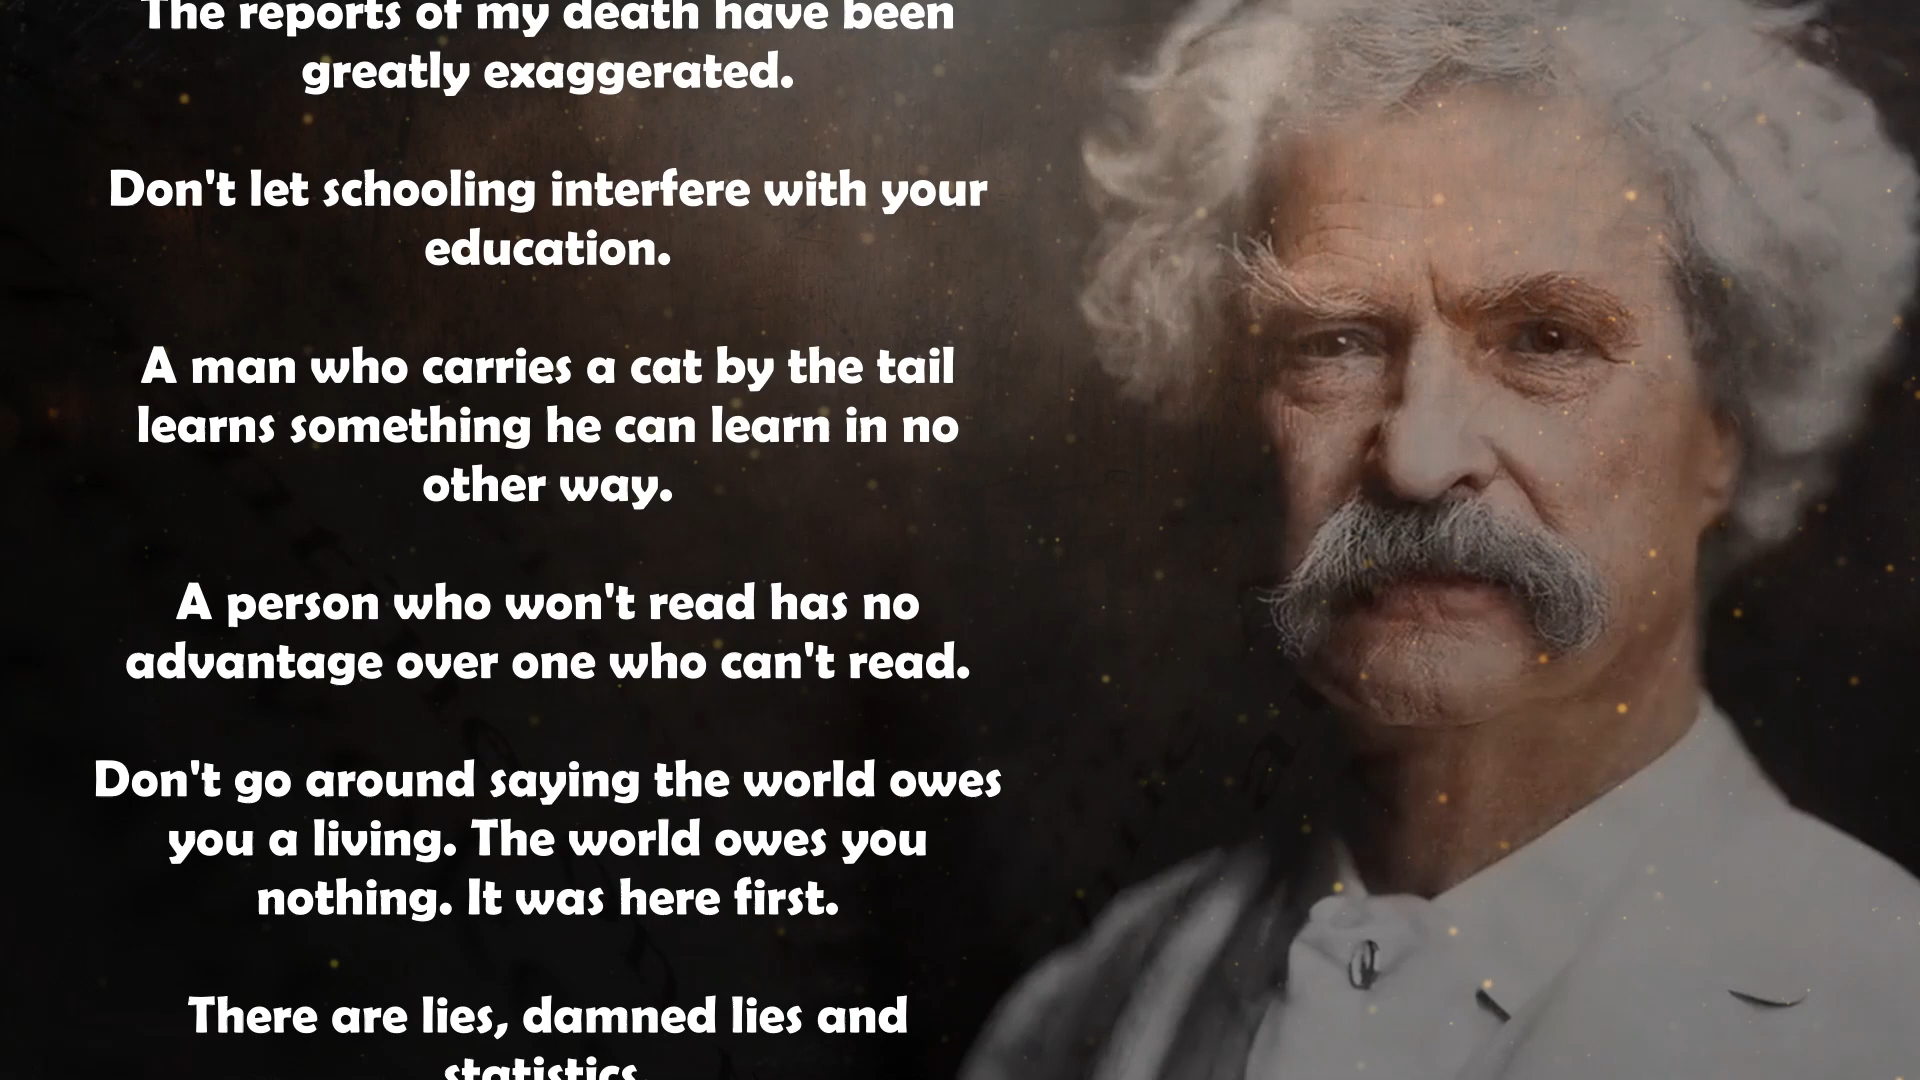 The reports of my death have been
greatly exaggerated.
Don't let schooling interfere with your
education.
A man who carries a cat by the tail
learns something he can learn in no
other way.
A person who won't read has no
advantage over one who can't read.
Don't go around saying the world owes
you a living. The world owes you
nothing. It was here first.
There are lies, damned lies and
statistics.